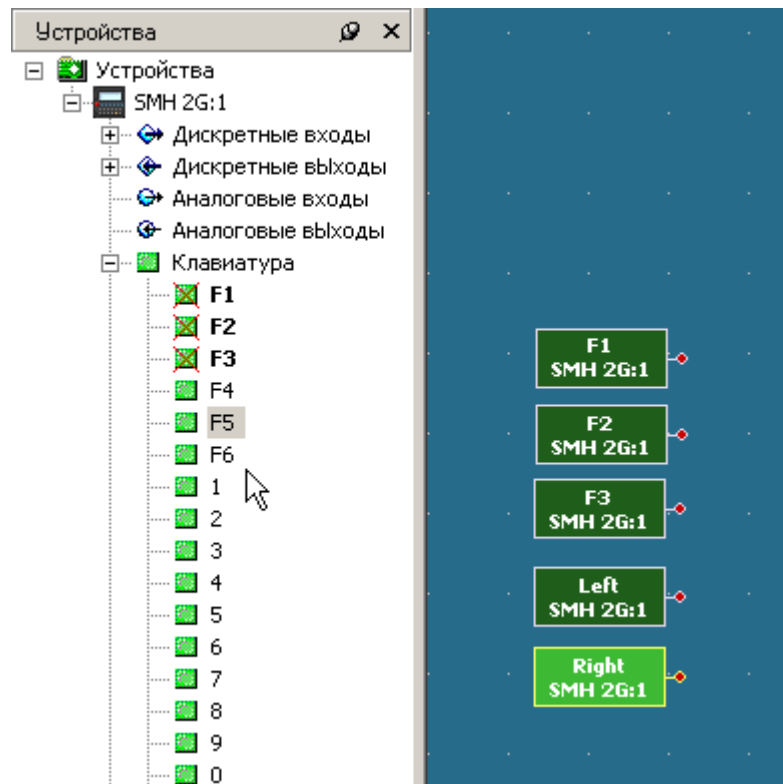 Устройства
Устройства
SMH 2G:1
Дискретные входы
Дискретные выходы
Аналоговые входы
Аналоговые выходы
Клавиатура
F1
F2
F3
F4
F5
F6
1
2
3
4
5
6
7
8
9
0
F1
SMH 2G:1
F2
SMH 2G:1
F3
SMH 2G:1
Left
SMH 2G:1
Right
SMH 2G:1